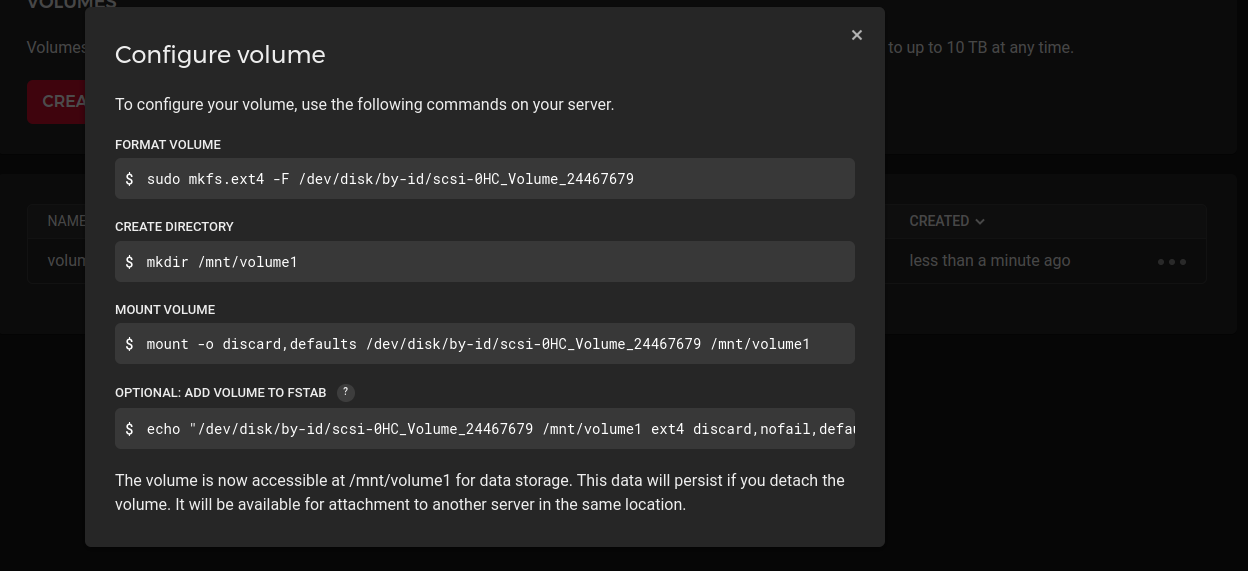 VOLUMES
Volumes to up to 10 TB at any time.
CREA
NAME CREATED
volum less than a minute ago
×
Configure volume
To configure your volume, use the following commands on your server.
FORMAT VOLUME
$ sudo mkfs.ext4 -F /dev/disk/by-id/scsi-0HC_Volume_24467679
CREATE DIRECTORY
$ mkdir /mnt/volume1
MOUNT VOLUME
$ mount -o discard,defaults /dev/disk/by-id/scsi-0HC_Volume_24467679 /mnt/volume1
OPTIONAL: ADD VOLUME TO FSTAB ?
$ echo "/dev/disk/by-id/scsi-0HC_Volume_24467679 /mnt/volume1 ext4 discard,nofail,defau
The volume is now accessible at /mnt/volume1 for data storage. This data will persist if you detach the
volume. It will be available for attachment to another server in the same location.